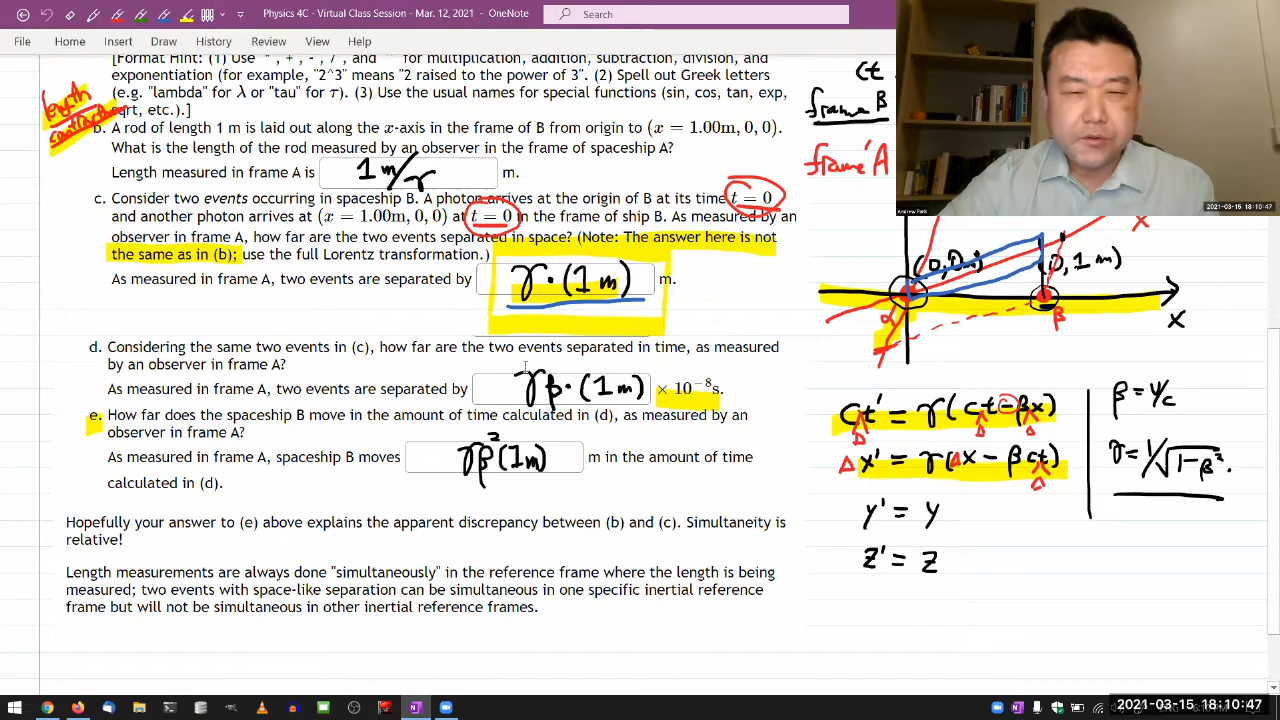 Physics 4C - Virtual Class Session - Mar. 12, 2021 - OneNote
Search
File Home Insert Draw History Review View Help
exponentiation (for example, "2^3" means "2 raised to the power of 3". (2) Spell out Greek letters
(e.g. "lambda" for λ or "tau" for τ). (3) Use the usual names for special functions (sin, cos, tan, exp,
sqrt, etc.).]
length
b. A rod of length 1 m is laid out along the x-axis in the frame of B from origin to (x = 1.00m, 0, 0).
What is the length of the rod measured by an observer in the frame of spaceship A?
Length measured in frame A is 1 m/γ m.
c. Consider two events occurring in spaceship B. A photon arrives at the origin of B at its time t = 0
and another photon arrives at (x = 1.00m, 0, 0) at t = 0 in the frame of ship B. As measured by an
observer in frame A, how far are the two events separated in space? (Note: The answer here is not
the same as in (b); use the full Lorentz transformation.)
As measured in frame A, two events are separated by γ·(1 m) m.
d. Considering the same two events in (c), how far are the two events separated in time, as measured
by an observer in frame A?
As measured in frame A, two events are separated by γβ·(1 m) × 10⁻⁸s.
e. How far does the spaceship B move in the amount of time calculated in (d), as measured by an
observer in frame A?
As measured in frame A, spaceship B moves γβ²(1m) m in the amount of time
calculated in (d).
Hopefully your answer to (e) above explains the apparent discrepancy between (b) and (c). Simultaneity is
relative!
Length measurements are always done "simultaneously" in the reference frame where the length is being
measured; two events with space-like separation can be simultaneous in one specific inertial reference
frame but will not be simultaneous in other inertial reference frames.
ct
frame B
frame' A
(0, 1 m)
α
β
x
ct' = γ(ct - βx)
Δ Δ Δ
Δx' = γ(Δx - βct)
Δ
y' = y
z' = z
β = v/c
γ = 1/√1-β².
Andrew Park
2021-03-15 18:10:47
2021-03-15 18:10:47